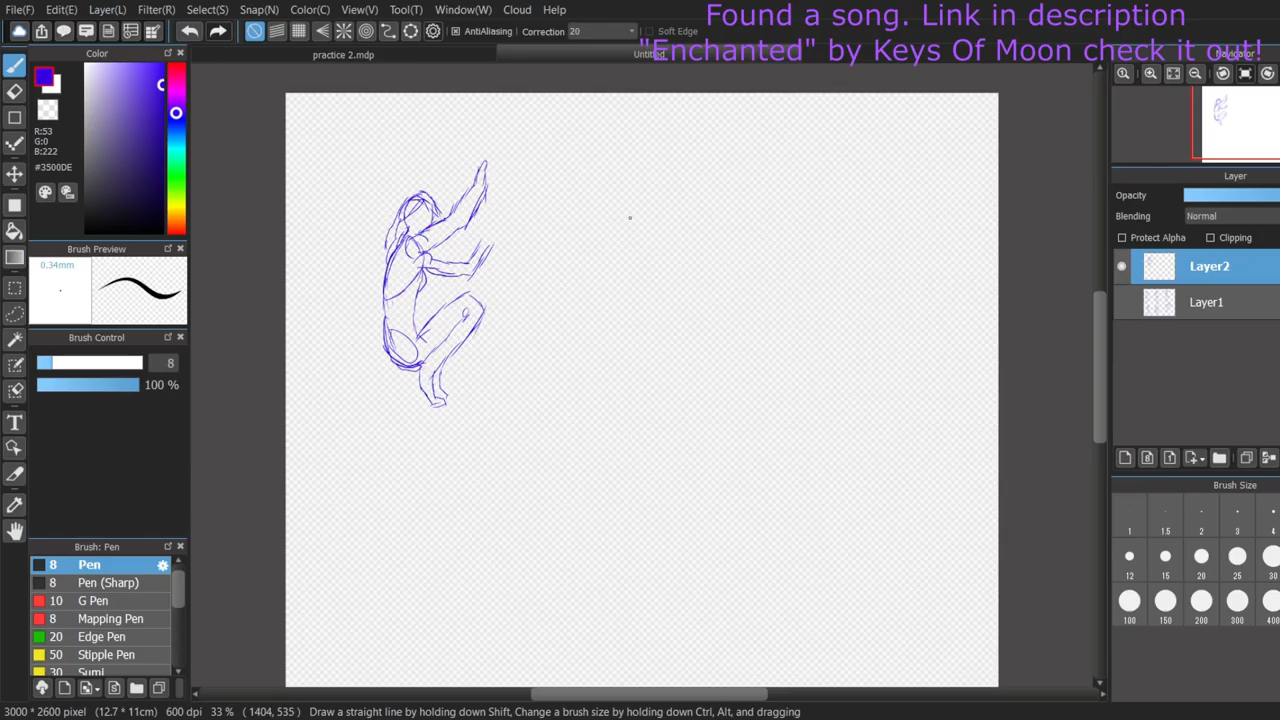 File(F) Edit(E) Layer(L) Filter(R) Select(S) Snap(N) Color(C) View(V) Tool(T) Window(W) Cloud Help
Found a song. Link in description
"Enchanted" by Keys Of Moon check it out!
AntiAliasing Correction 20 Soft Edge
practice 2.mdp
Untitled
Navigator
Color
R:53
G:0
B:222
#3500DE
Brush Preview
0.34mm
Brush Control
8
100 %
Brush: Pen
8 Pen
8 Pen (Sharp)
10 G Pen
8 Mapping Pen
20 Edge Pen
50 Stipple Pen
30 Sumi
Layer
Opacity
Blending Normal
Protect Alpha Clipping
Layer2
Layer1
Brush Size
1 1.5 2 3 4
12 15 20 25 30
100 150 200 300 400
3000 * 2600 pixel (12.7 * 11cm) 600 dpi 33 % ( 1404, 535 ) Draw a straight line by holding down Shift, Change a brush size by holding down Ctrl, Alt, and dragging